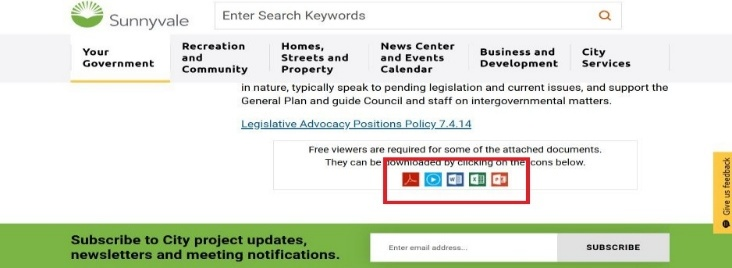 Sunnyvale
Enter Search Keywords
Your
Government
Recreation
and
Community
Homes,
Streets and
Property
News Center
and Events
Calendar
Business and
Development
City
Services
in nature, typically speak to pending legislation and current issues, and support the
General Plan and guide Council and staff on intergovernmental matters.
Legislative Advocacy Positions Policy 7.4.14
Free viewers are required for some of the attached documents.
They can be downloaded by clicking on the icons below.
Give us feedback
Subscribe to City project updates,
newsletters and meeting notifications.
Enter email address...
SUBSCRIBE